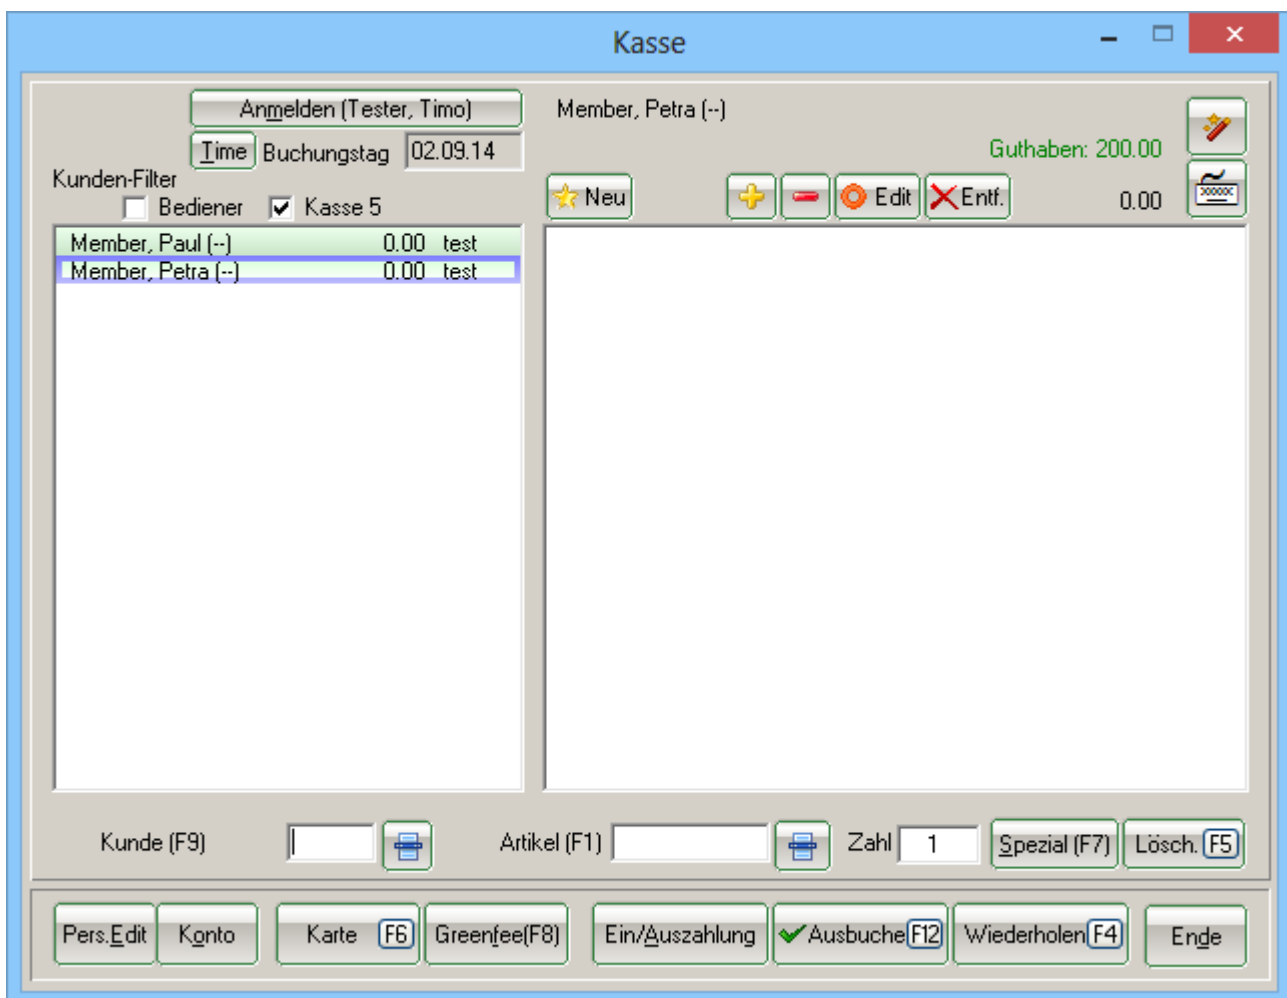 Kasse
Anmelden (Tester, Timo)
Member, Petra (--)
Time Buchungstag 02.09.14
Guthaben: 200.00
Kunden-Filter
Bediener Kasse 5
Neu Edit Entf. 0.00
Member, Paul (--) 0.00 test
Member, Petra (--) 0.00 test
Kunde (F9) Artikel (F1) Zahl 1 Spezial (F7) Lösch. F5
Pers.Edit Konto Karte F6 Greenfee(F8) Ein/Auszahlung Ausbuche F12 Wiederholen F4 Ende